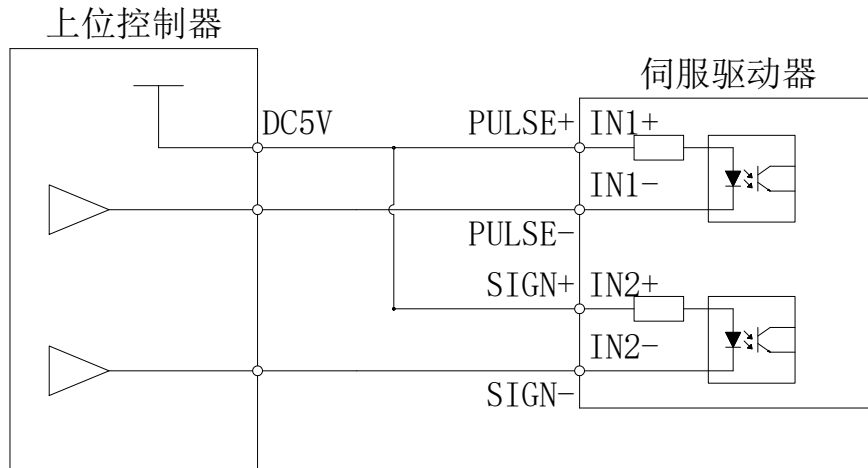 上位控制器
伺服驱动器
DC5V
PULSE+
IN1+
IN1-
PULSE-
SIGN+
IN2+
IN2-
SIGN-